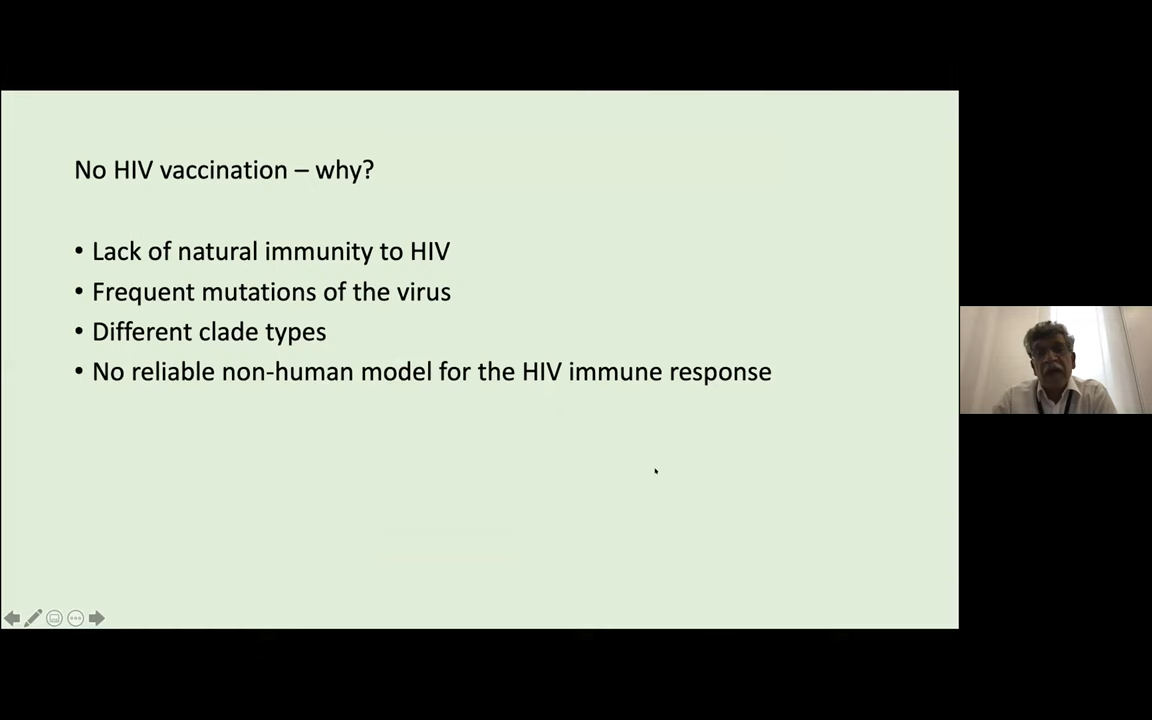 No HIV vaccination – why?
• Lack of natural immunity to HIV
• Frequent mutations of the virus
• Different clade types
• No reliable non-human model for the HIV immune response